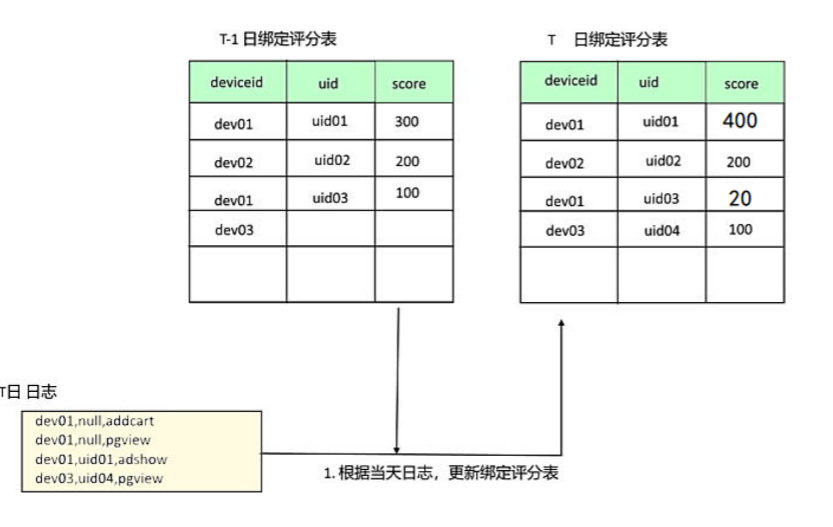 T-1 日绑定评分表
T 日绑定评分表
deviceid uid score
dev01 uid01 300
dev02 uid02 200
dev01 uid03 100
dev03
deviceid uid score
dev01 uid01 400
dev02 uid02 200
dev01 uid03 20
dev03 uid04 100
T日 日志
dev01,null,addcart
dev01,null,pgview
dev01,uid01,adshow
dev03,uid04,pgview
1. 根据当天日志，更新绑定评分表